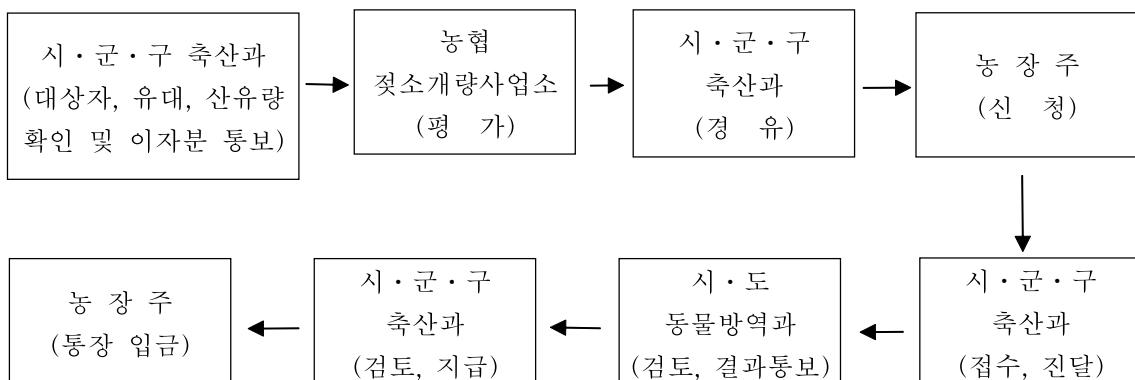 시・군・구 축산과
(대상자, 유대, 산유량
확인 및 이자분 통보)
농협
젖소개량사업소
(평 가)
시・군・구
축산과
(경 유)
농 장 주
(신 청)
농 장 주
(통장 입금)
시・군・구
축산과
(검토, 지급)
시・도
동물방역과
(검토, 결과통보)
시・군・구
축산과
(접수, 진달)